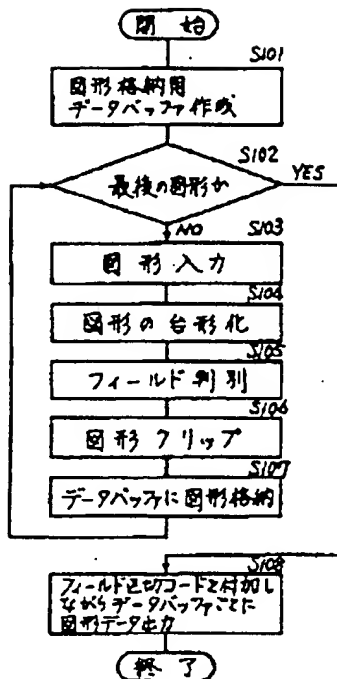 開始
S101
図形格納用
データバッファ作成
S102
最後の図形か
YES
NO
S103
図形入力
S104
図形の台形化
S105
フィールド判別
S106
図形クリップ
S107
データバッファに図形格納
S108
フィールド区切コードを付加し
ながらデータバッファごとに
図形データ出力
終了